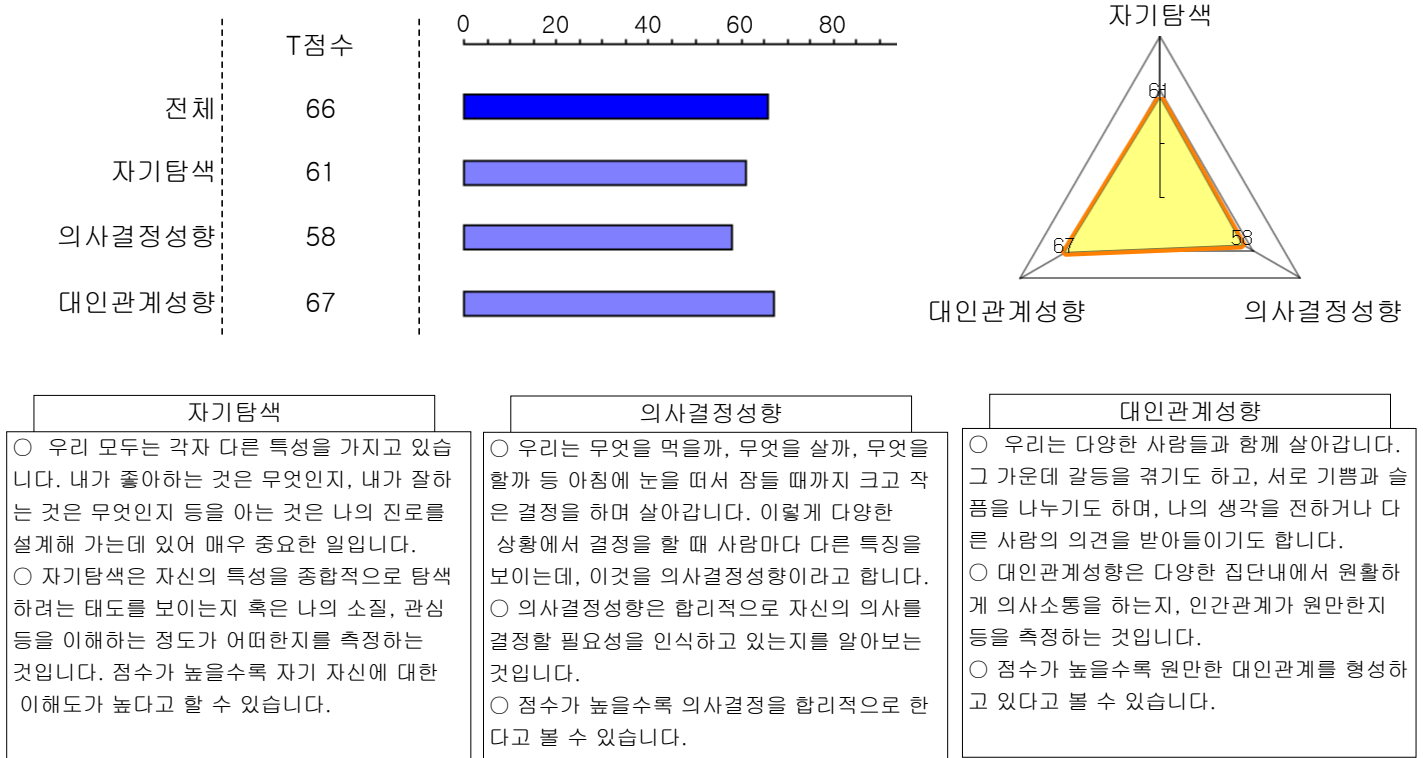 T점수
0 20 40 60 80
전체 66
자기탐색 61
의사결정성향 58
대인관계성향 67
자기탐색
61
67
58
대인관계성향
의사결정성향
자기탐색
○ 우리 모두는 각자 다른 특성을 가지고 있습
니다. 내가 좋아하는 것은 무엇인지, 내가 잘하
는 것은 무엇인지 등을 아는 것은 나의 진로를
설계해 가는데 있어 매우 중요한 일입니다.
○ 자기탐색은 자신의 특성을 종합적으로 탐색
하려는 태도를 보이는지 혹은 나의 소질, 관심
등을 이해하는 정도가 어떠한지를 측정하는
것입니다. 점수가 높을수록 자기 자신에 대한
이해도가 높다고 할 수 있습니다.
의사결정성향
○ 우리는 무엇을 먹을까, 무엇을 살까, 무엇을
할까 등 아침에 눈을 떠서 잠들 때까지 크고 작
은 결정을 하며 살아갑니다. 이렇게 다양한
상황에서 결정을 할 때 사람마다 다른 특징을
보이는데, 이것을 의사결정성향이라고 합니다.
○ 의사결정성향은 합리적으로 자신의 의사를
결정할 필요성을 인식하고 있는지를 알아보는
것입니다.
○ 점수가 높을수록 의사결정을 합리적으로 한
다고 볼 수 있습니다.
대인관계성향
○ 우리는 다양한 사람들과 함께 살아갑니다.
그 가운데 갈등을 겪기도 하고, 서로 기쁨과 슬
픔을 나누기도 하며, 나의 생각을 전하거나 다
른 사람의 의견을 받아들이기도 합니다.
○ 대인관계성향은 다양한 집단내에서 원활하
게 의사소통을 하는지, 인간관계가 원만한지
등을 측정하는 것입니다.
○ 점수가 높을수록 원만한 대인관계를 형성하
고 있다고 볼 수 있습니다.